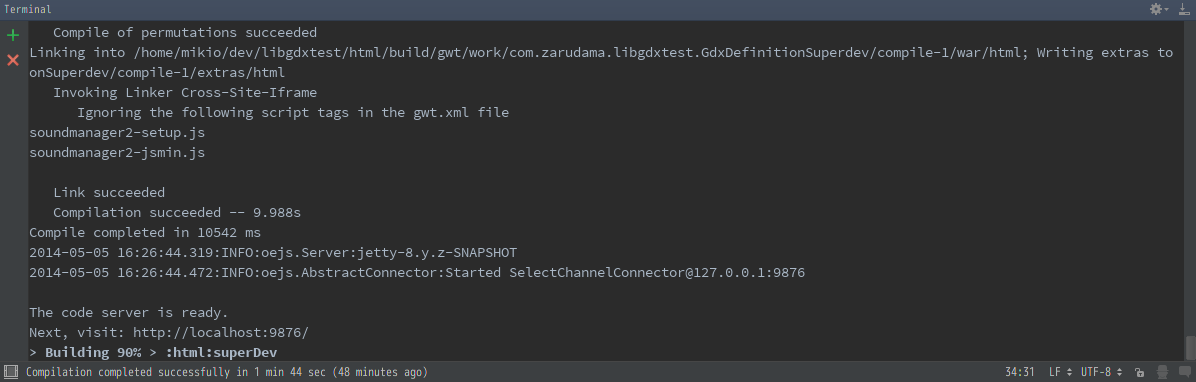 Terminal
Compile of permutations succeeded
Linking into /home/mikio/dev/libgdxtest/html/build/gwt/work/com.zarudama.libgdxtest.GdxDefinitionSuperdev/compile-1/war/html; Writing extras to
onSuperdev/compile-1/extras/html
Invoking Linker Cross-Site-Iframe
Ignoring the following script tags in the gwt.xml file
soundmanager2-setup.js
soundmanager2-jsmin.js
Link succeeded
Compilation succeeded -- 9.988s
Compile completed in 10542 ms
2014-05-05 16:26:44.319:INFO:oejs.Server:jetty-8.y.z-SNAPSHOT
2014-05-05 16:26:44.472:INFO:oejs.AbstractConnector:Started SelectChannelConnector@127.0.0.1:9876
The code server is ready.
Next, visit: http://localhost:9876/
> Building 90% > :html:superDev
Compilation completed successfully in 1 min 44 sec (48 minutes ago) 34:31 LF UTF-8